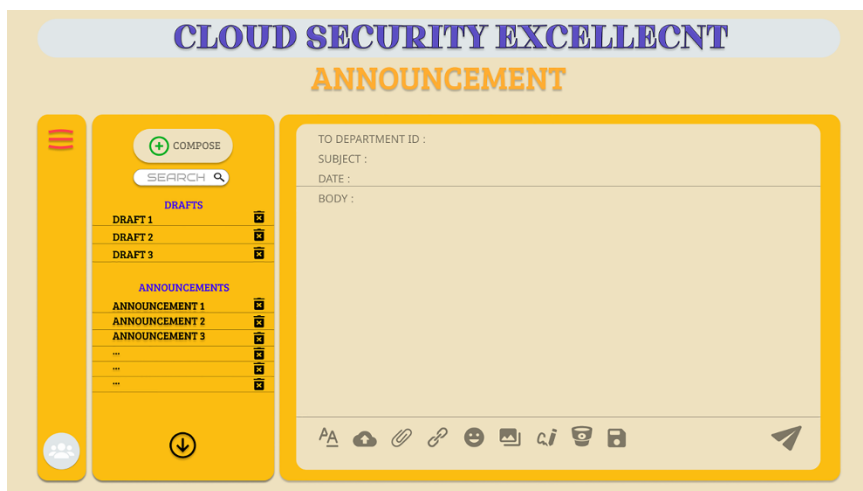 CLOUD SECURITY EXCELLECNT
ANNOUNCEMENT
COMPOSE
SEARCH
DRAFTS
DRAFT 1
DRAFT 2
DRAFT 3
ANNOUNCEMENTS
ANNOUNCEMENT 1
ANNOUNCEMENT 2
ANNOUNCEMENT 3
...
...
...
TO DEPARTMENT ID :
SUBJECT :
DATE :
BODY :